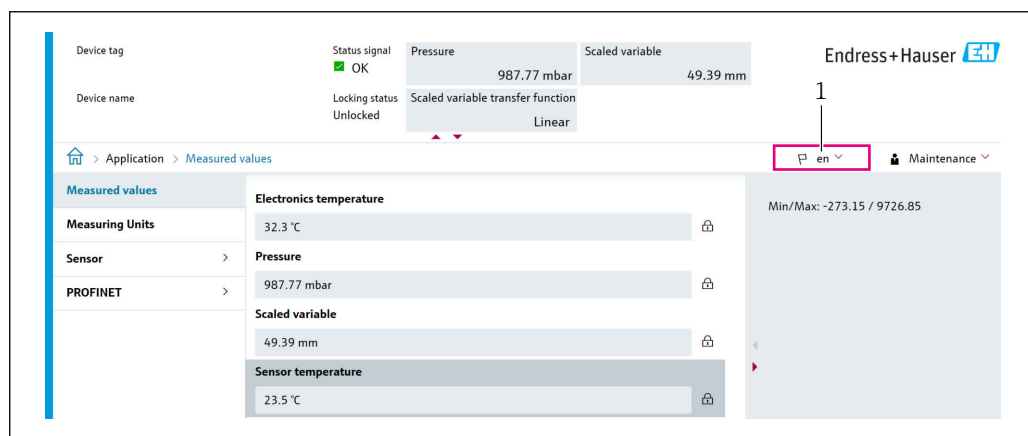 Device tag
Status signal
OK
Pressure
987.77 mbar
Scaled variable
49.39 mm
Endress+Hauser EH
Device name
Locking status
Unlocked
Scaled variable transfer function
Linear
1
> Application > Measured values
en
Maintenance
Measured values
Measuring Units
Sensor >
PROFINET >
Electronics temperature
32.3 °C
Pressure
987.77 mbar
Scaled variable
49.39 mm
Sensor temperature
23.5 °C
Min/Max: -273.15 / 9726.85